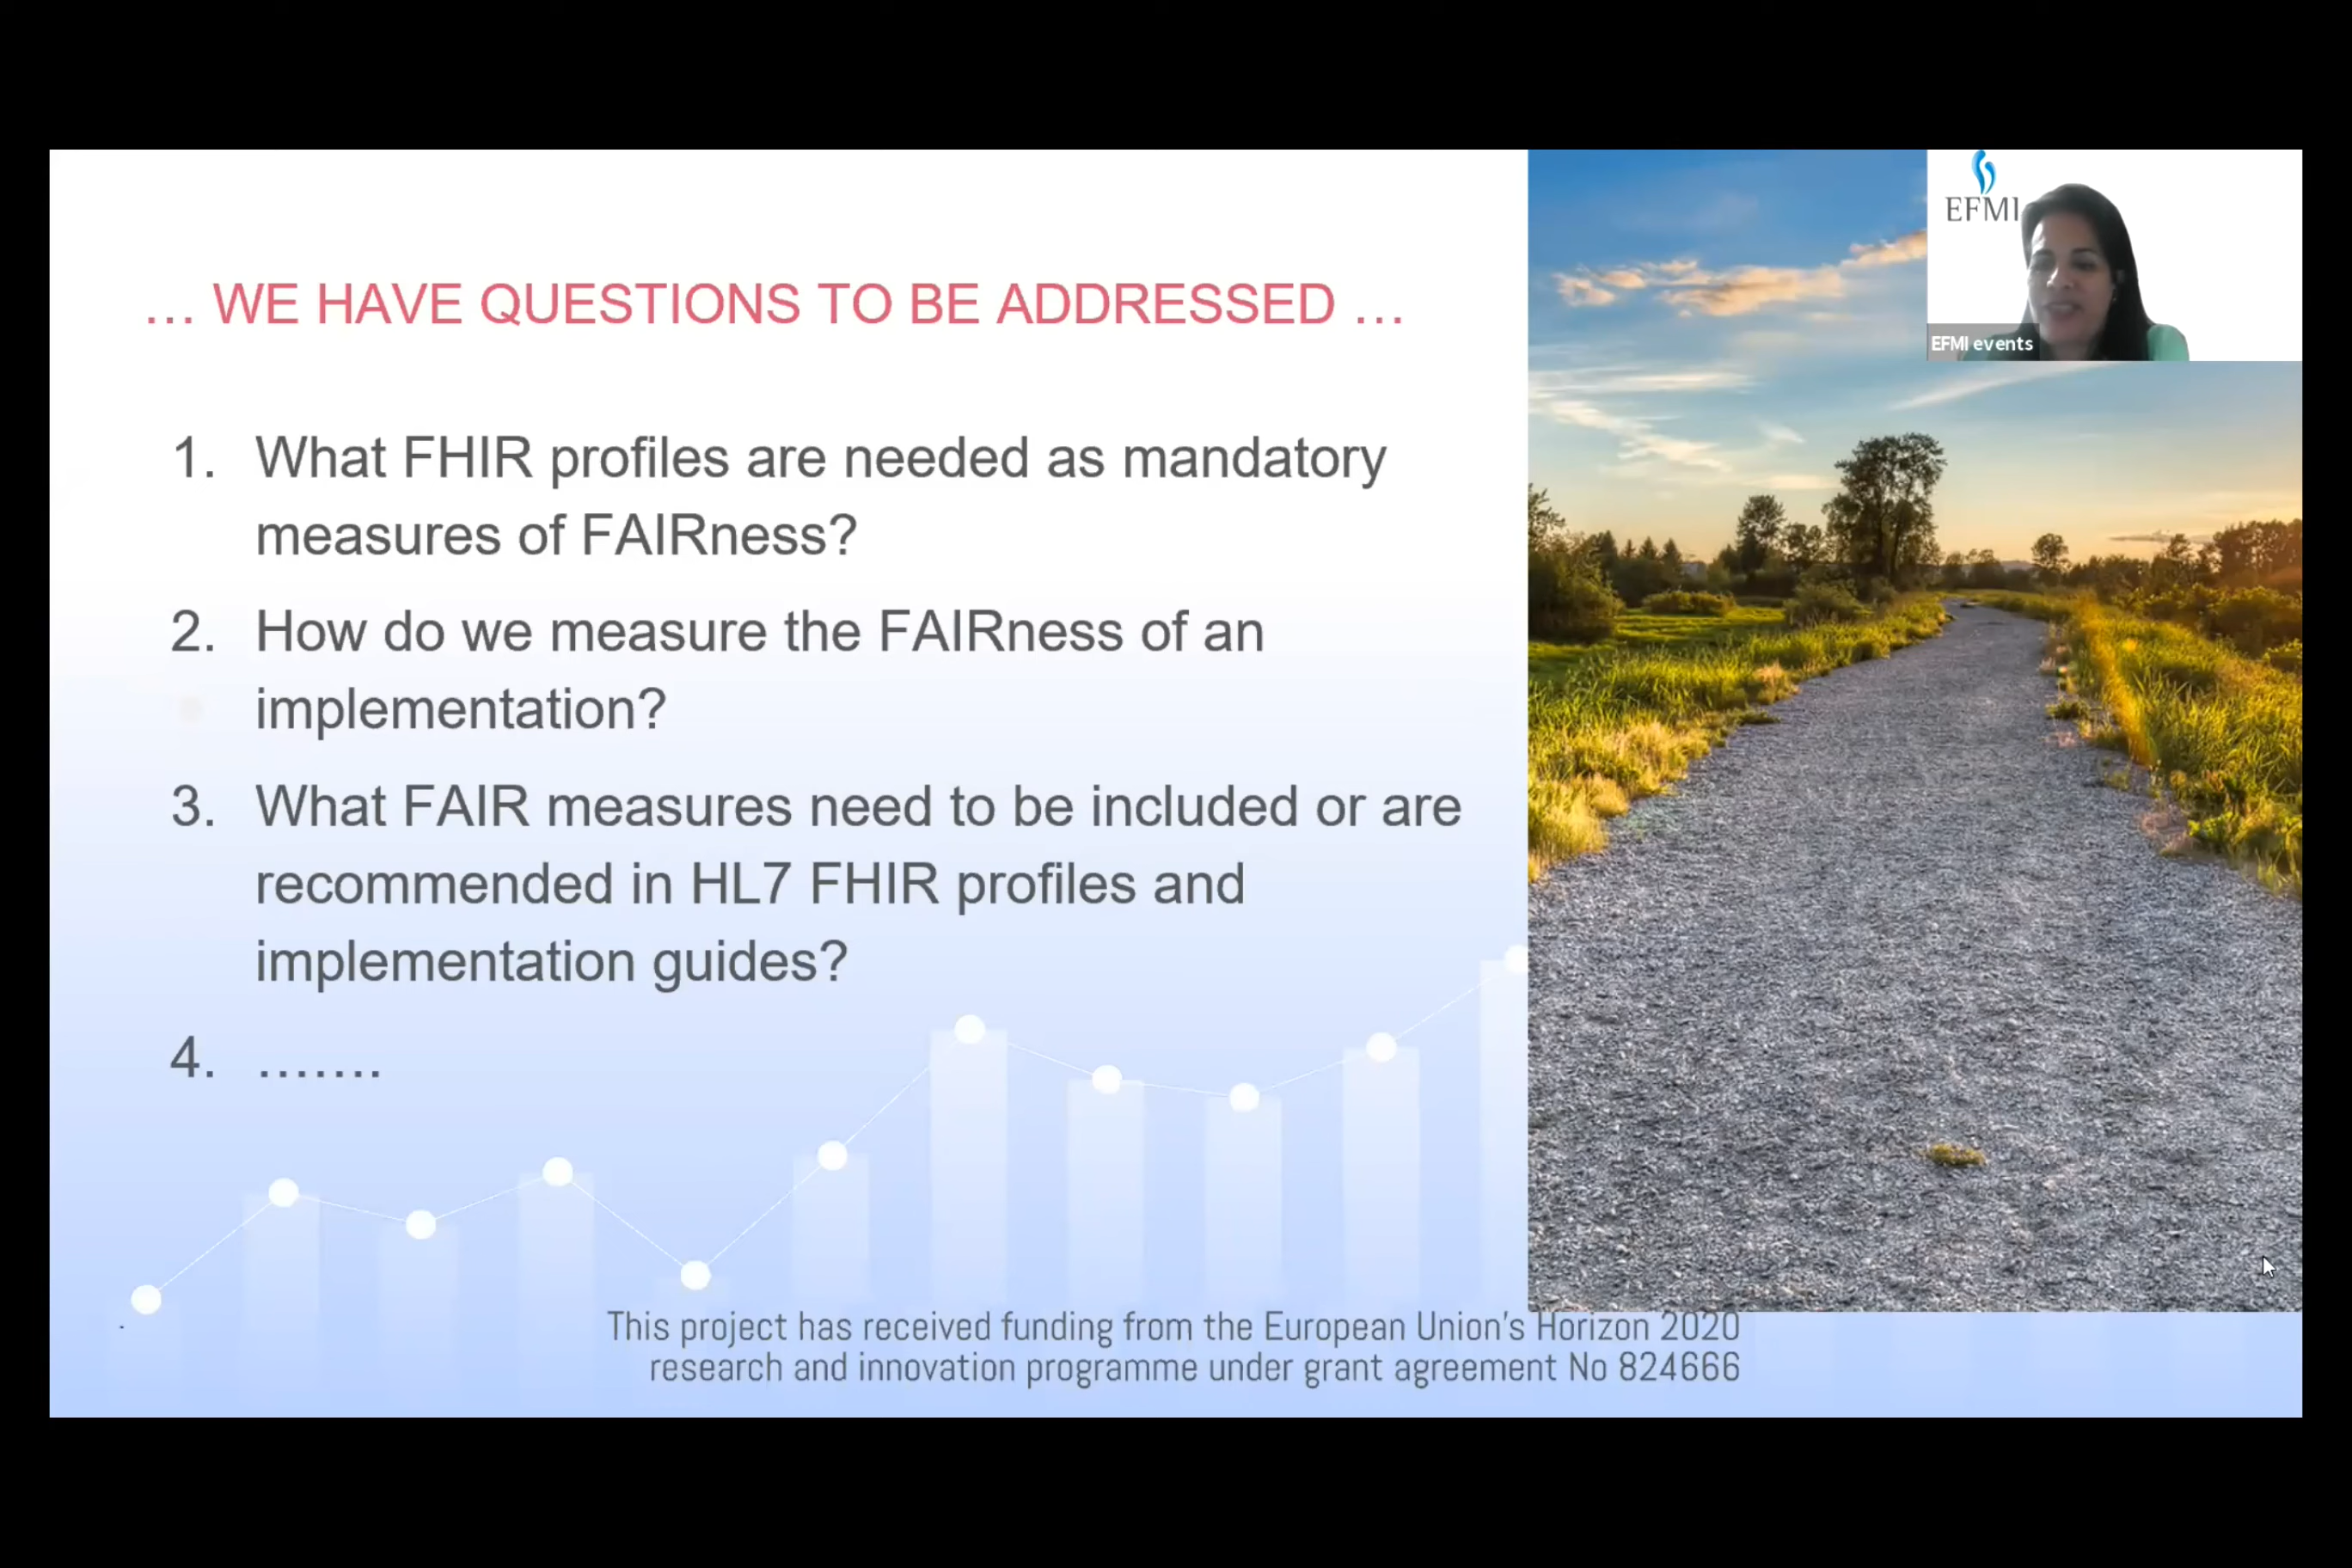 EFMI
EFMI events
... WE HAVE QUESTIONS TO BE ADDRESSED ...
1. What FHIR profiles are needed as mandatory
measures of FAIRness?
2. How do we measure the FAIRness of an
implementation?
3. What FAIR measures need to be included or are
recommended in HL7 FHIR profiles and
implementation guides?
4. .......
This project has received funding from the European Union's Horizon 2020
research and innovation programme under grant agreement No 824666